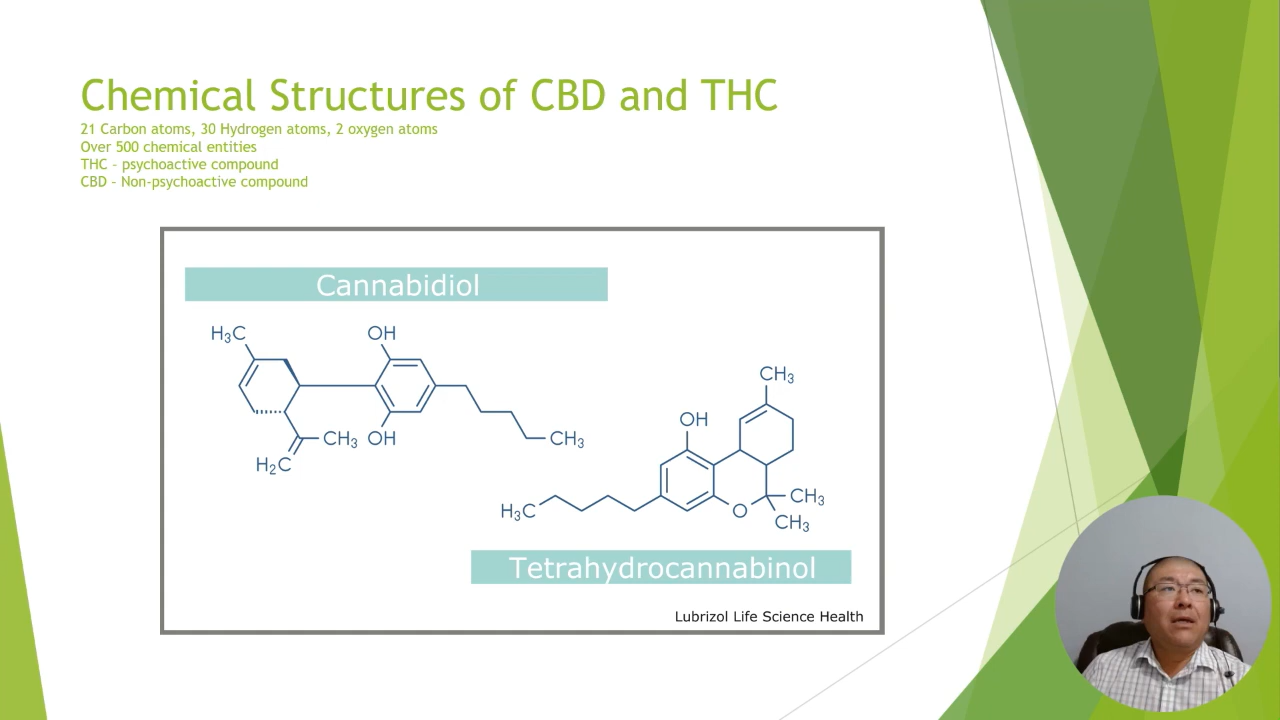 Chemical Structures of CBD and THC
21 Carbon atoms, 30 Hydrogen atoms, 2 oxygen atoms
Over 500 chemical entities
THC – psychoactive compound
CBD – Non-psychoactive compound
Cannabidiol
H₃C
OH
CH₃
OH
CH₃
H₂C
CH₃
OH
H₃C
O
CH₃
CH₃
Tetrahydrocannabinol
Lubrizol Life Science Health